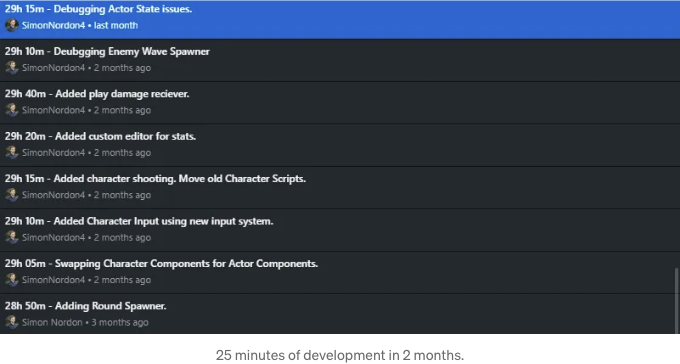 29h 15m - Debugging Actor State issues.
SimonNordon4 • last month
29h 10m - Deubgging Enemy Wave Spawner
SimonNordon4 • 2 months ago
29h 40m - Added play damage reciever.
SimonNordon4 • 2 months ago
29h 20m - Added custom editor for stats.
SimonNordon4 • 2 months ago
29h 15m - Added character shooting. Move old Character Scripts.
SimonNordon4 • 2 months ago
29h 10m - Added Character Input using new input system.
SimonNordon4 • 2 months ago
29h 05m - Swapping Character Components for Actor Components.
SimonNordon4 • 2 months ago
28h 50m - Adding Round Spawner.
Simon Nordon • 3 months ago
25 minutes of development in 2 months.